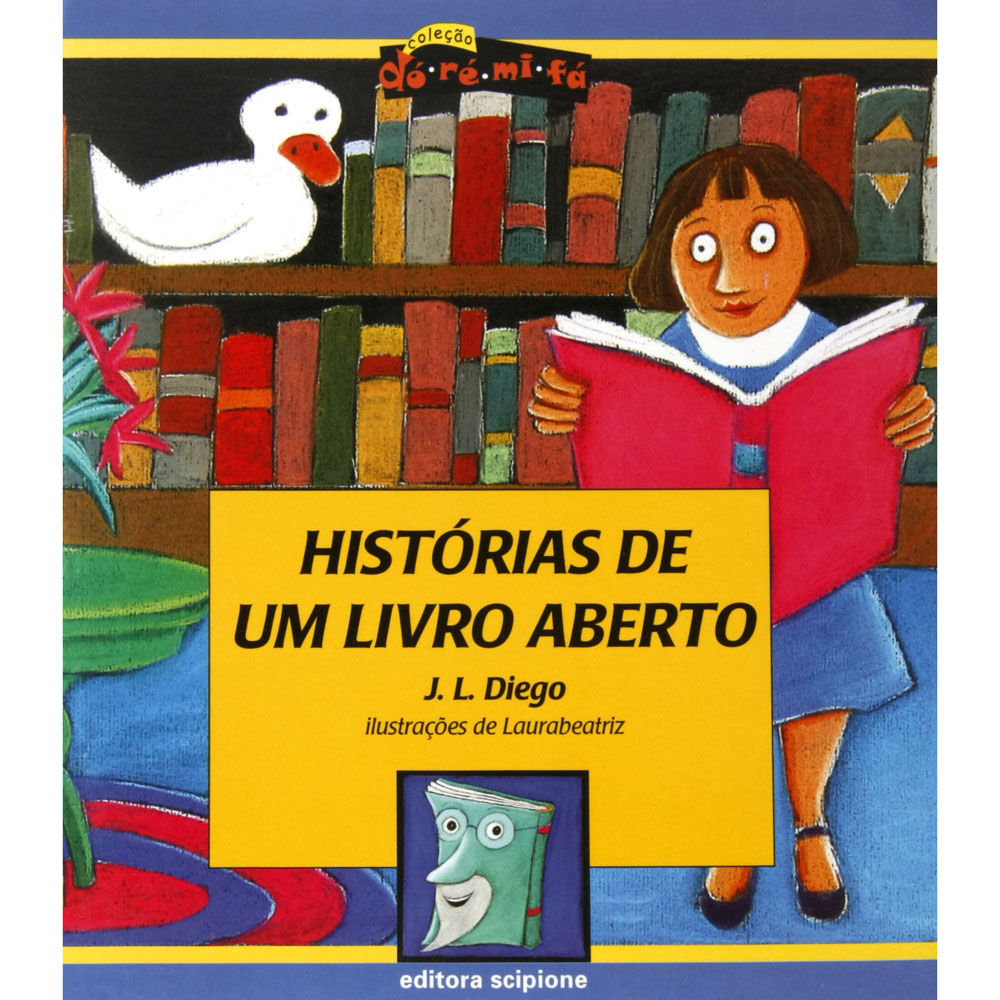 coleção
dó•ré•mi•fá
HISTÓRIAS DE
UM LIVRO ABERTO
J. L. Diego
ilustrações de Laurabeatriz
editora scipione